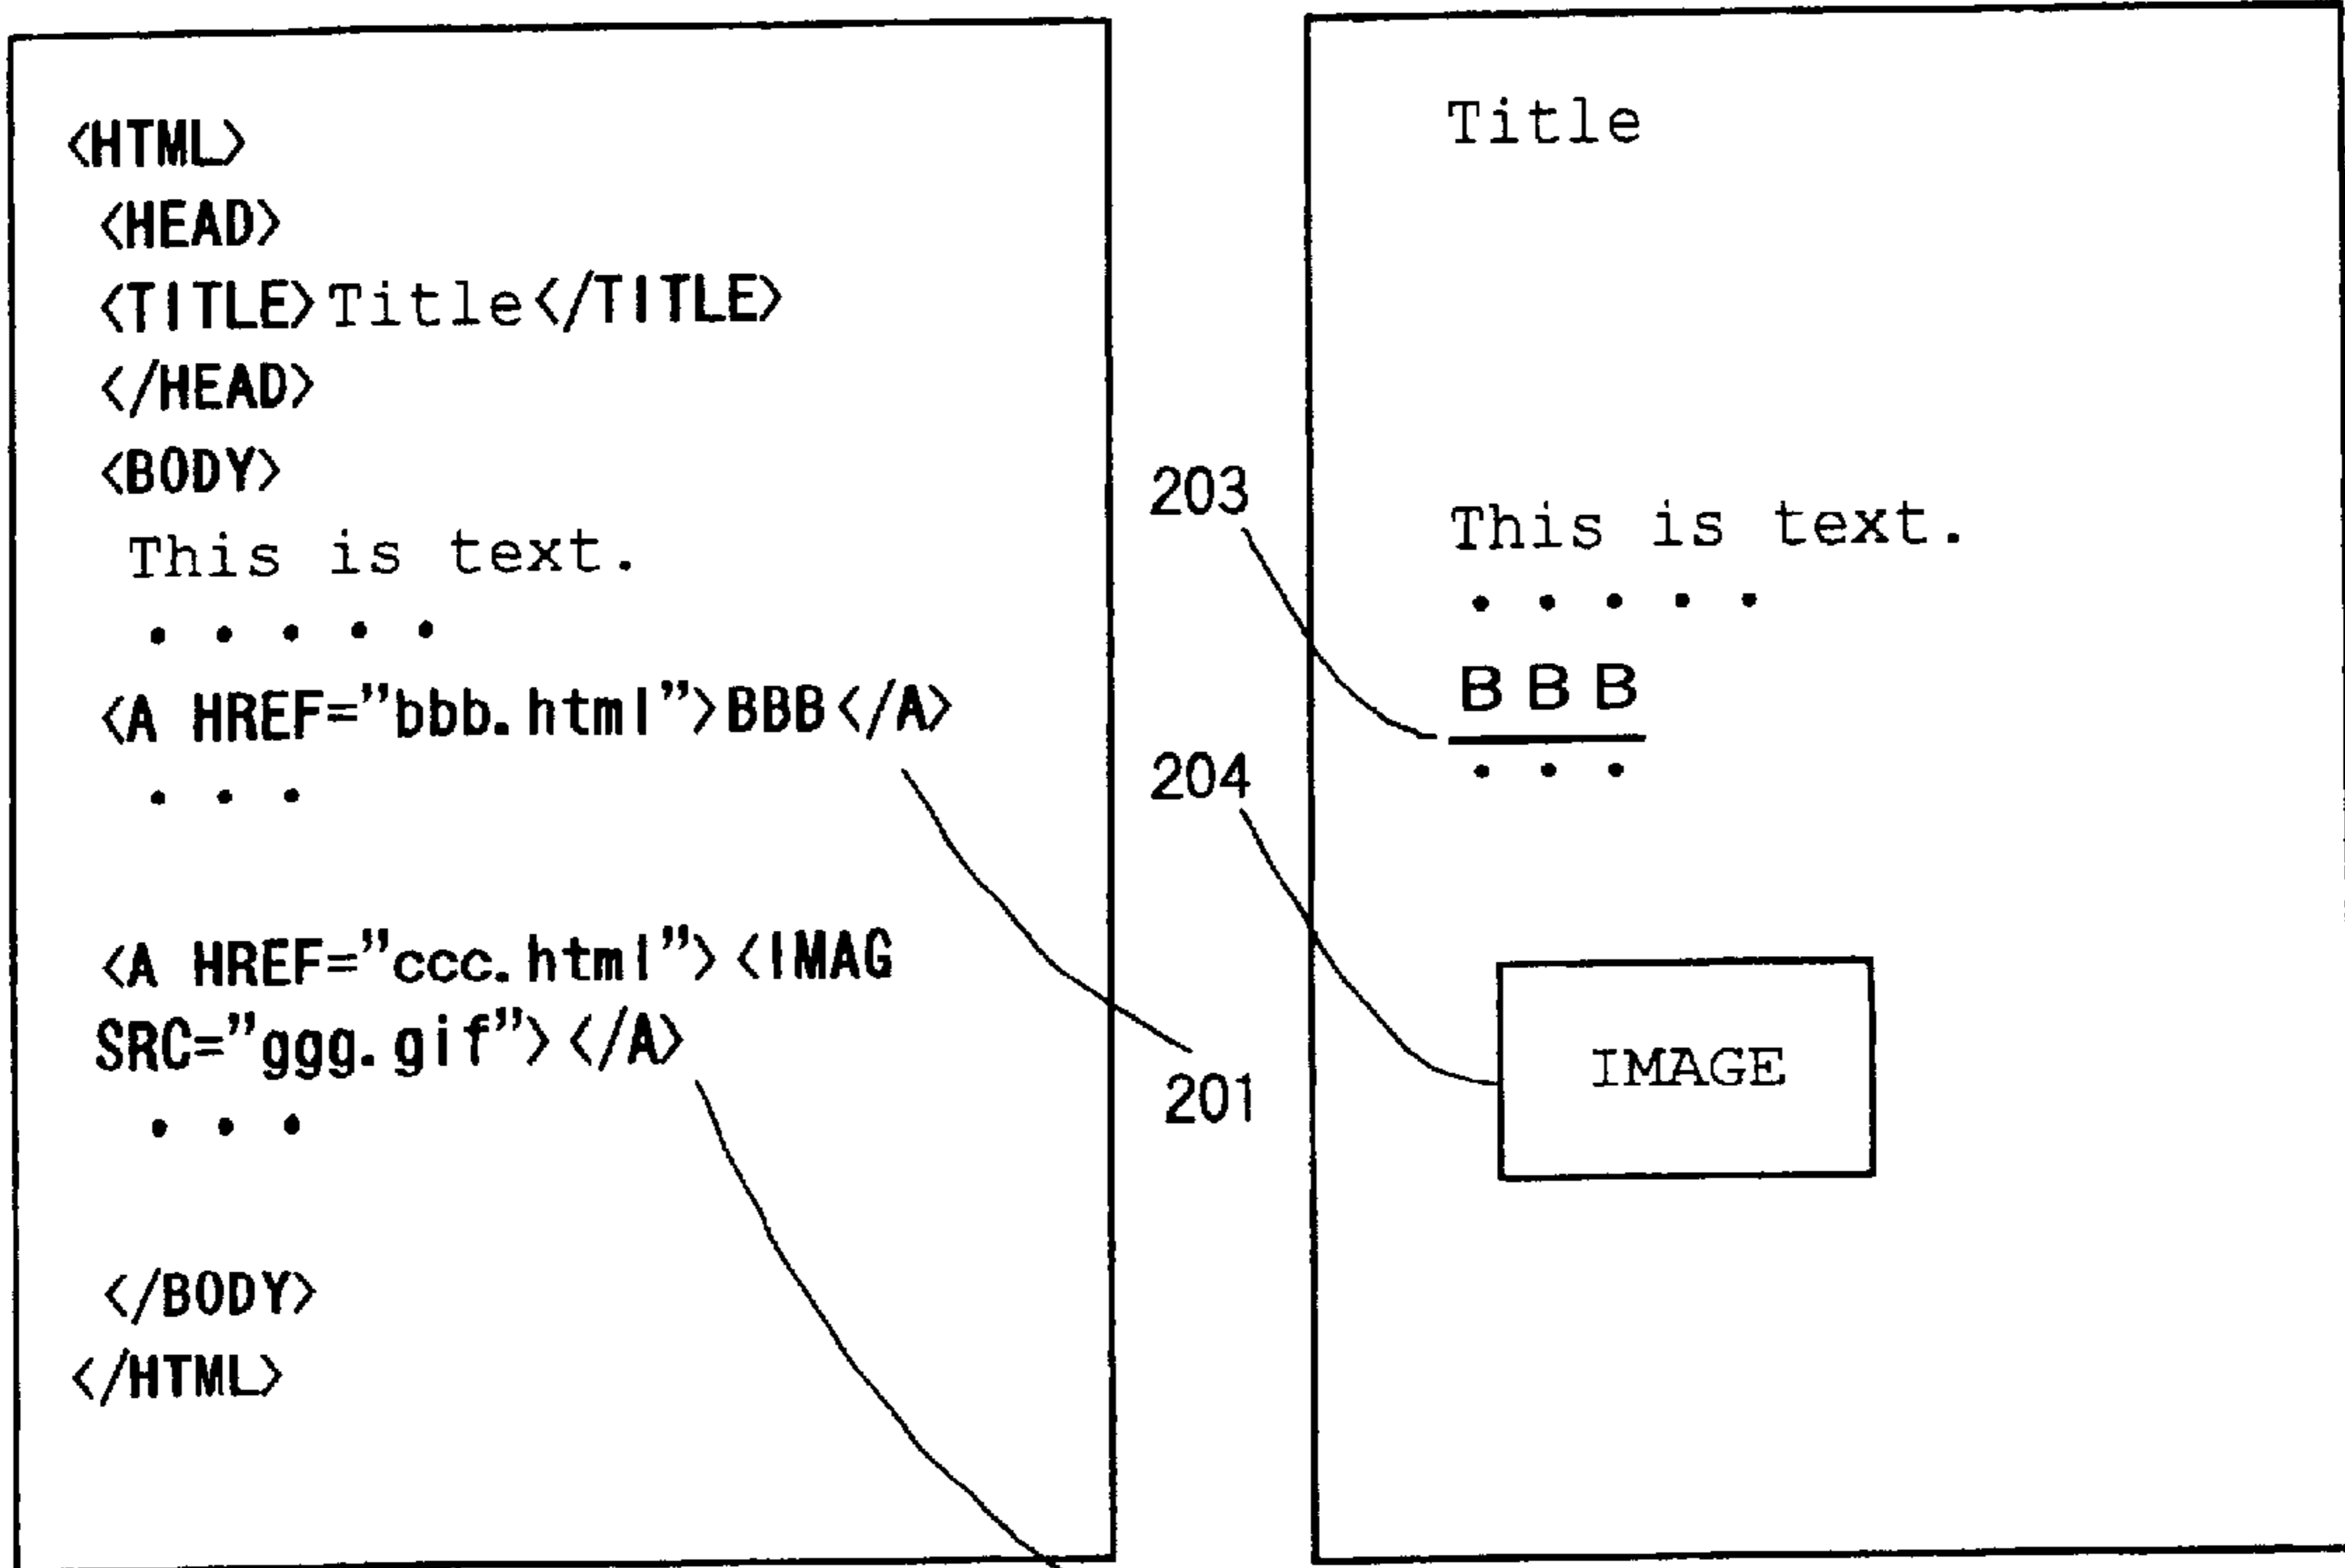 <HTML>
<HEAD>
<TITLE>Title</TITLE>
</HEAD>
<BODY>
This is text.
• • • • •
<A HREF="bbb.html">BBB</A>
• • •
<A HREF="ccc.html"><IMAG
SRC="ggg.gif"></A>
• • •
</BODY>
</HTML>
203
204
201
Title
This is text.
• • • • •
BBB
• • •
IMAGE